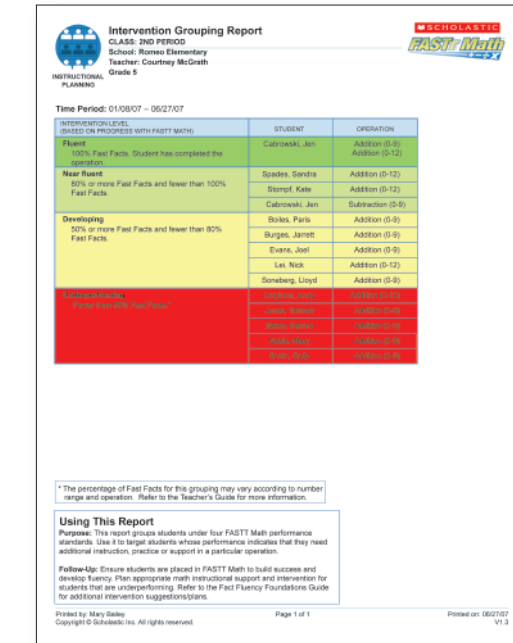 Intervention Grouping Report
CLASS: 2ND PERIOD
School: Romeo Elementary
Teacher: Courtney McGrath
Grade 5
INSTRUCTIONAL
PLANNING
SCHOLASTIC
FASTT Math
Time Period: 01/08/07 – 06/27/07
INTERVENTION LEVEL
(BASED ON PROGRESS WITH FASTT MATH)
STUDENT
OPERATION
Fluent
100% Fast Facts. Student has completed the
operation.
Cabrowski, Jen
Addition (0-9)
Addition (0-12)
Near fluent
80% or more Fast Facts and fewer than 100%
Fast Facts.
Spades, Sandra
Addition (0-12)
Stompf, Kate
Addition (0-12)
Cabrowski, Jen
Subtraction (0-9)
Developing
50% or more Fast Facts and fewer than 80%
Fast Facts.
Boiles, Paris
Addition (0-9)
Burges, Jarrett
Addition (0-9)
Evans, Joel
Addition (0-9)
Lei, Nick
Addition (0-12)
Soneberg, Lloyd
Addition (0-9)
Underperforming
* The percentage of Fast Facts for this grouping may vary according to number
range and operation. Refer to the Teacher's Guide for more information.
Using This Report
Purpose: This report groups students under four FASTT Math performance
standards. Use it to target students whose performance indicates that they need
additional instruction, practice or support in a particular operation.
Follow-Up: Ensure students are placed in FASTT Math to build success and
develop fluency. Plan appropriate math instructional support and intervention for
students that are underperforming. Refer to the Fact Fluency Foundations Guide
for additional intervention suggestions/plans.
Printed by: Mary Bailey
Copyright © Scholastic Inc. All rights reserved.
Page 1 of 1
Printed on: 06/27/07
V1.3